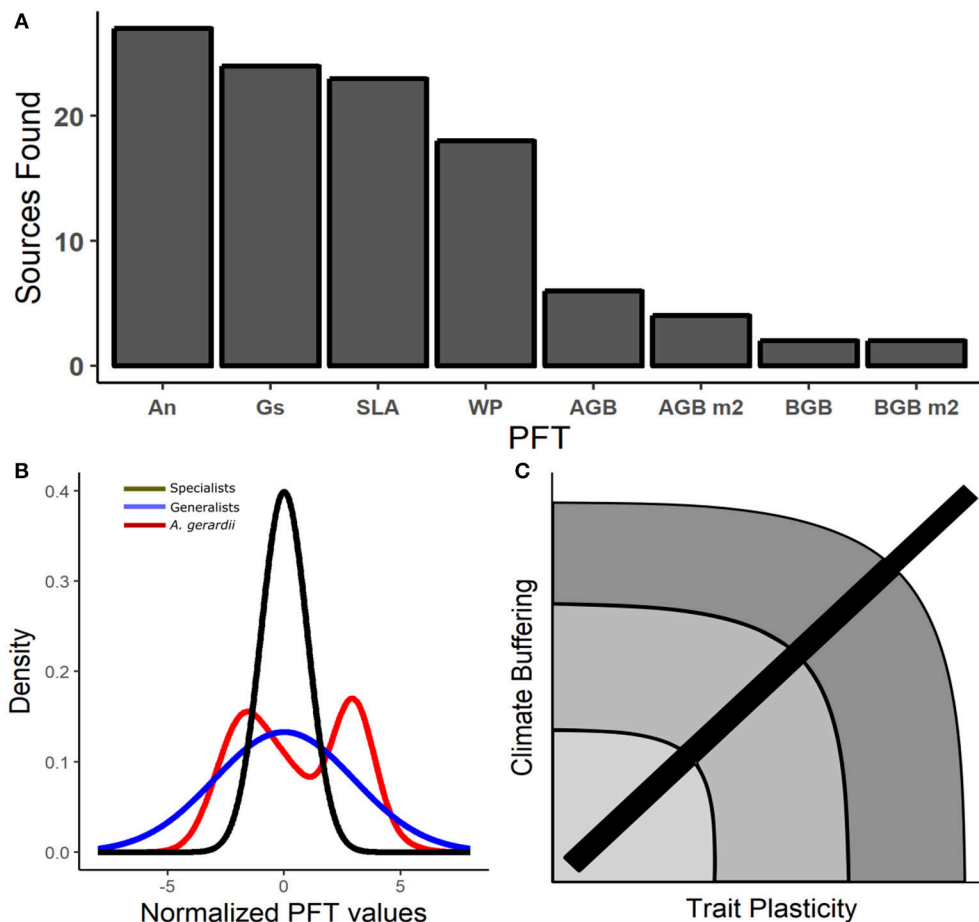 A
Sources Found
20
10
0
An Gs SLA WP AGB AGB m2 BGB BGB m2
PFT
B
Specialists
Generalists
A. gerardii
Density
0.4
0.3
0.2
0.1
0.0
-5 0 5
Normalized PFT values
C
Climate Buffering
Trait Plasticity